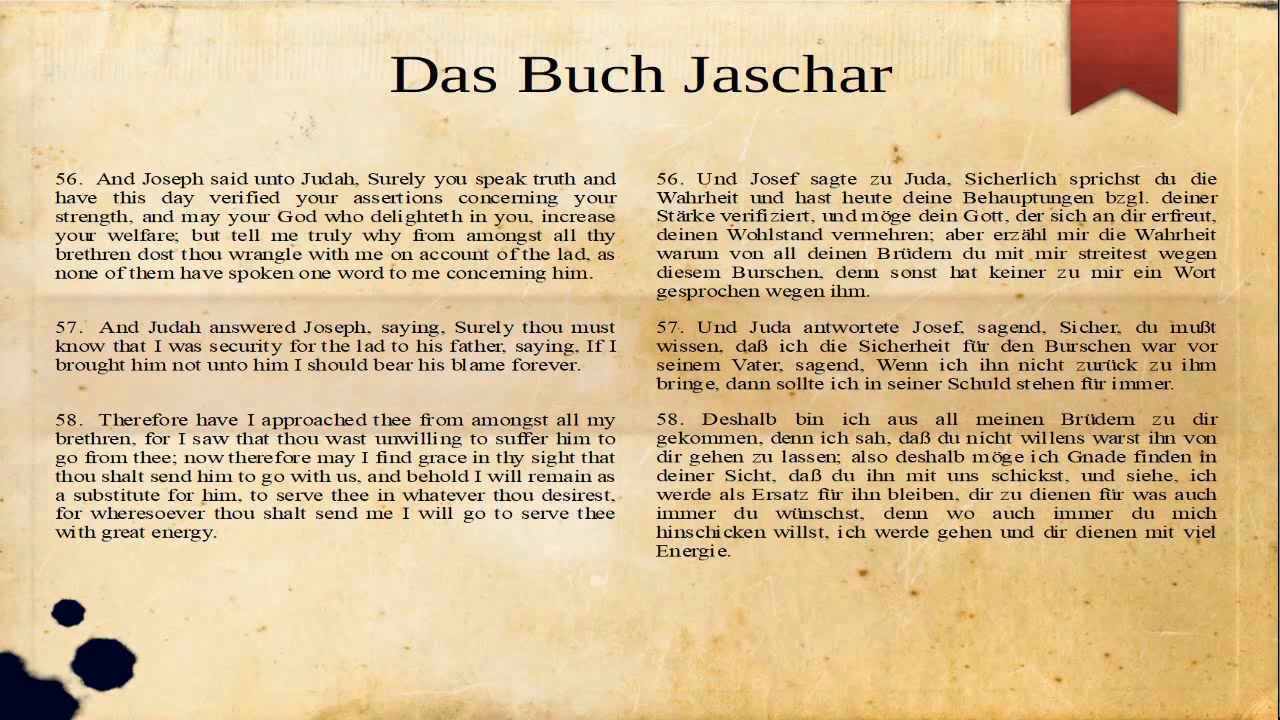 Das Buch Jaschar
56. And Joseph said unto Judah, Surely you speak truth and
have this day verified your assertions concerning your
strength, and may your God who delighteth in you, increase
your welfare; but tell me truly why from amongst all thy
brethren dost thou wrangle with me on account of the lad, as
none of them have spoken one word to me concerning him.
57. And Judah answered Joseph, saying, Surely thou must
know that I was security for the lad to his father, saying, If I
brought him not unto him I should bear his blame forever.
58. Therefore have I approached thee from amongst all my
brethren, for I saw that thou wast unwilling to suffer him to
go from thee; now therefore may I find grace in thy sight that
thou shalt send him to go with us, and behold I will remain as
a substitute for him, to serve thee in whatever thou desirest,
for wheresoever thou shalt send me I will go to serve thee
with great energy.
56. Und Josef sagte zu Juda, Sicherlich sprichst du die
Wahrheit und hast heute deine Behauptungen bzgl. deiner
Stärke verifiziert, und möge dein Gott, der sich an dir erfreut,
deinen Wohlstand vermehren; aber erzähl mir die Wahrheit
warum von all deinen Brüdern du mit mir streitest wegen
diesem Burschen, denn sonst hat keiner zu mir ein Wort
gesprochen wegen ihm.
57. Und Juda antwortete Josef, sagend, Sicher, du mußt
wissen, daß ich die Sicherheit für den Burschen war vor
seinem Vater, sagend, Wenn ich ihn nicht zurück zu ihm
bringe, dann sollte ich in seiner Schuld stehen für immer.
58. Deshalb bin ich aus all meinen Brüdern zu dir
gekommen, denn ich sah, daß du nicht willens warst ihn von
dir gehen zu lassen; also deshalb möge ich Gnade finden in
deiner Sicht, daß du ihn mit uns schickst, und siehe, ich
werde als Ersatz für ihn bleiben, dir zu dienen für was auch
immer du wünschst, denn wo auch immer du mich
hinschicken willst, ich werde gehen und dir dienen mit viel
Energie.